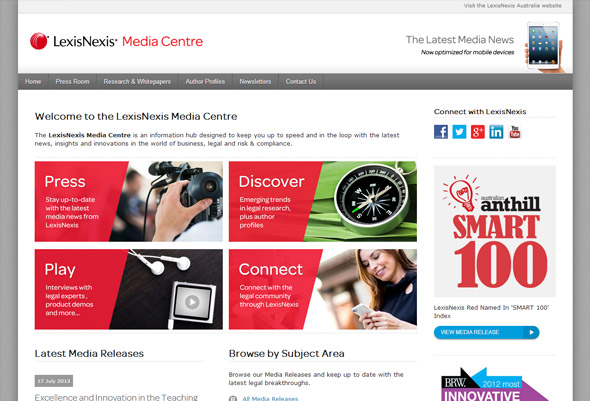 Visit the LexisNexis Australia website
LexisNexis® Media Centre
The Latest Media News
Now optimized for mobile devices
Home
Press Room
Research & Whitepapers
Author Profiles
Newsletters
Contact Us
Welcome to the LexisNexis Media Centre
The LexisNexis Media Centre is an information hub designed to keep you up to speed and in the loop with the latest
news, insights and innovations in the world of business, legal and risk & compliance.
Press
Stay up-to-date
with the latest
media news from
LexisNexis
Discover
Emerging trends
in legal research,
plus author
profiles
Play
Interviews with
legal experts,
product demos
and more...
Connect
Connect with the
legal community
through LexisNexis
Latest Media Releases
17 July 2013
Excellence and Innovation in the Teaching
Browse by Subject Area
Browse our Media Releases and keep up to date with the
latest legal breakthroughs.
All Media Releases
Connect with LexisNexis
You
Tube
australian
anthill
SMART
100
LexisNexis Red Named In 'SMART 100'
Index
VIEW MEDIA RELEASE
BRW.
2012 most
INNOVATIVE